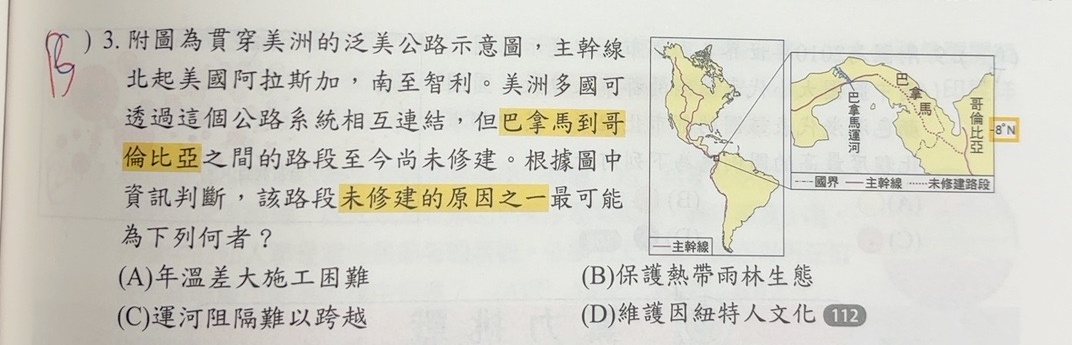 (B) 3. 附圖為貫穿美洲的泛美公路示意圖，主幹線
北起美國阿拉斯加，南至智利。美洲多國可
透過這個公路系統相互連結，但巴拿馬到哥
倫比亞之間的路段至今尚未修建。根據圖中
資訊判斷，該路段未修建的原因之一最可能
為下列何者？
(A)年溫差大施工困難
(B)保護熱帶雨林生態
(C)運河阻隔難以跨越
(D)維護因紐特人文化 112
主幹線
巴拿馬
巴拿馬運河
哥倫比亞
8°N
國界 主幹線 未修建路段